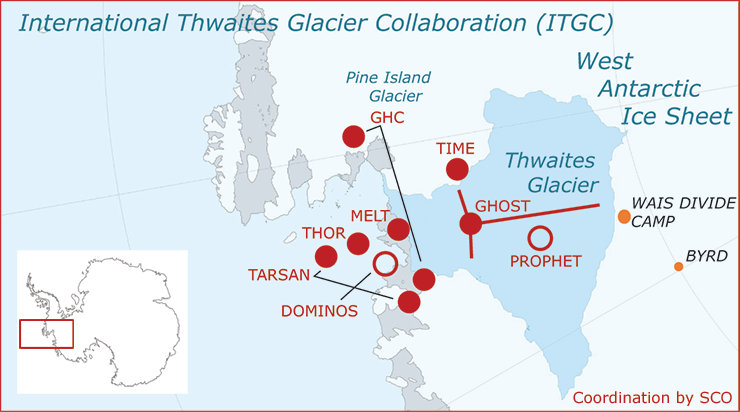 International Thwaites Glacier Collaboration (ITGC)
West
Antarctic
Ice Sheet
Pine Island
Glacier
GHC
TIME
Thwaites
Glacier
GHOST
WAIS DIVIDE
CAMP
MELT
THOR
PROPHET
BYRD
TARSAN
DOMINOS
Coordination by SCO